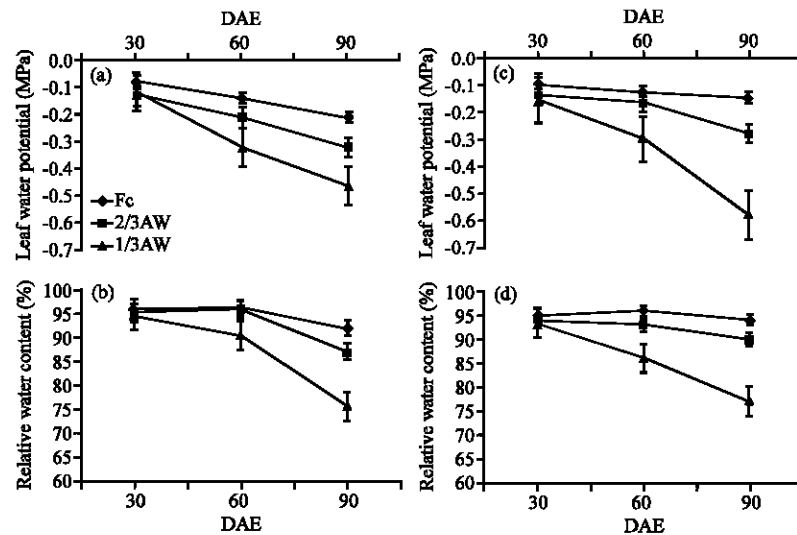 DAE
30 60 90
0.0
-0.1
-0.2
-0.3
-0.4
-0.5
-0.6
-0.7
Leaf water potential (MPa)
(a)
Fc
2/3AW
1/3AW
DAE
30 60 90
0.0
-0.1
-0.2
-0.3
-0.4
-0.5
-0.6
-0.7
Leaf water potential (MPa)
(c)
100
95
90
85
80
75
70
65
60
Relative water content (%)
(b)
30 60 90
DAE
100
95
90
85
80
75
70
65
60
Relative water content (%)
(d)
30 60 90
DAE